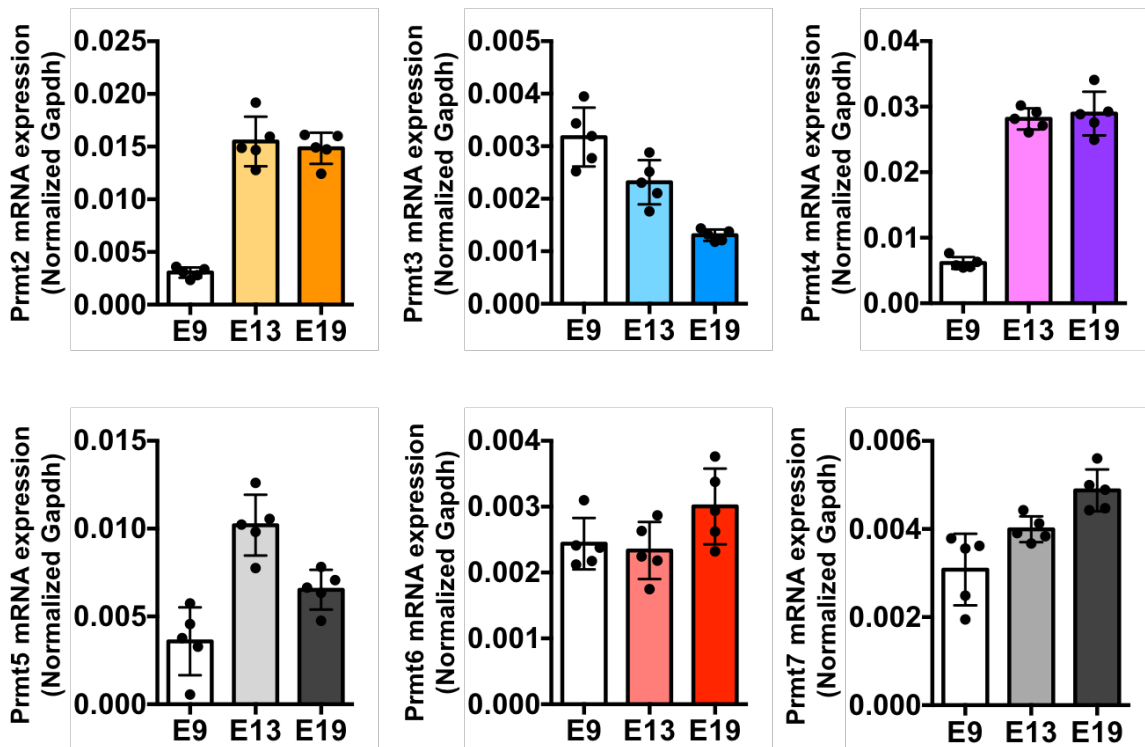 Prmt2 mRNA expression
(Normalized Gapdh)
0.025
0.020
0.015
0.010
0.005
0.000
E9 E13 E19
Prmt3 mRNA expression
(Normalized Gapdh)
0.005
0.004
0.003
0.002
0.001
0.000
E9 E13 E19
Prmt4 mRNA expression
(Normalized Gapdh)
0.04
0.03
0.02
0.01
0.00
E9 E13 E19
Prmt5 mRNA expression
(Normalized Gapdh)
0.015
0.010
0.005
0.000
E9 E13 E19
Prmt6 mRNA expression
(Normalized Gapdh)
0.004
0.003
0.002
0.001
0.000
E9 E13 E19
Prmt7 mRNA expression
(Normalized Gapdh)
0.006
0.004
0.002
0.000
E9 E13 E19